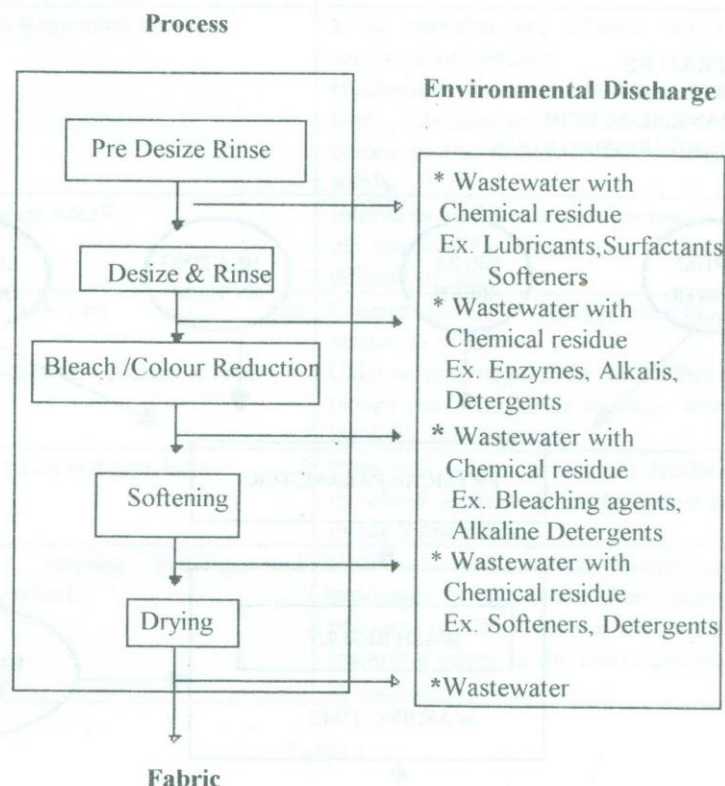 Process
Environmental Discharge
Pre Desize Rinse
Desize & Rinse
Bleach /Colour Reduction
Softening
Drying
Fabric
* Wastewater with
Chemical residue
Ex. Lubricants,Surfactants
Softeners
* Wastewater with
Chemical residue
Ex. Enzymes, Alkalis,
Detergents
* Wastewater with
Chemical residue
Ex. Bleaching agents,
Alkaline Detergents
* Wastewater with
Chemical residue
Ex. Softeners, Detergents
*Wastewater